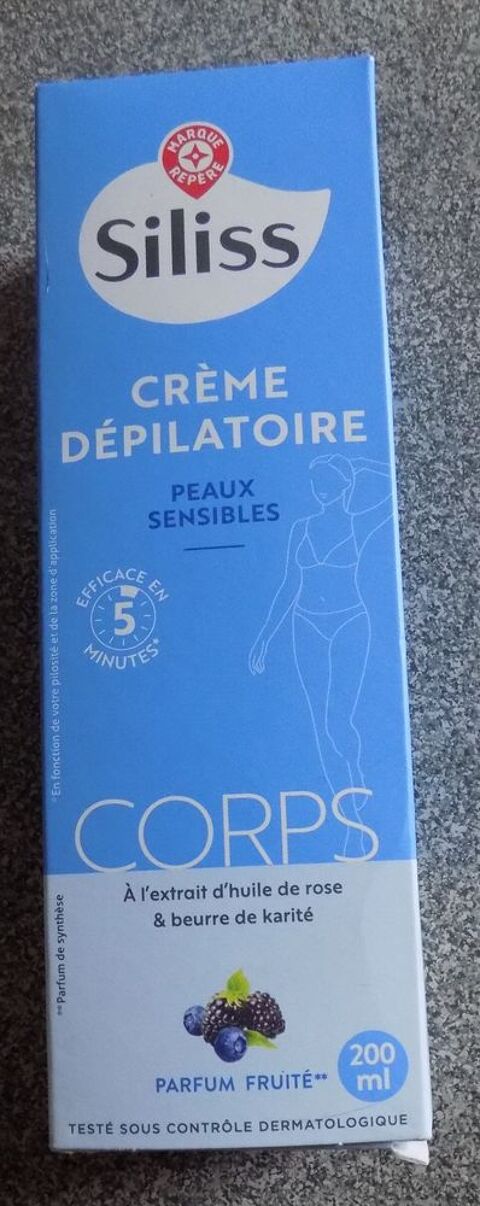 MARQUE
REPÈRE
Siliss
CRÈME
DÉPILATOIRE
PEAUX
SENSIBLES
EFFICACE EN
5
MINUTES*
*En fonction de votre pilosité et de la zone d'application
CORPS
À l'extrait d'huile de rose
& beurre de karité
** Parfum de synthèse
PARFUM FRUITÉ**
200
ml
TESTÉ SOUS CONTRÔLE DERMATOLOGIQUE